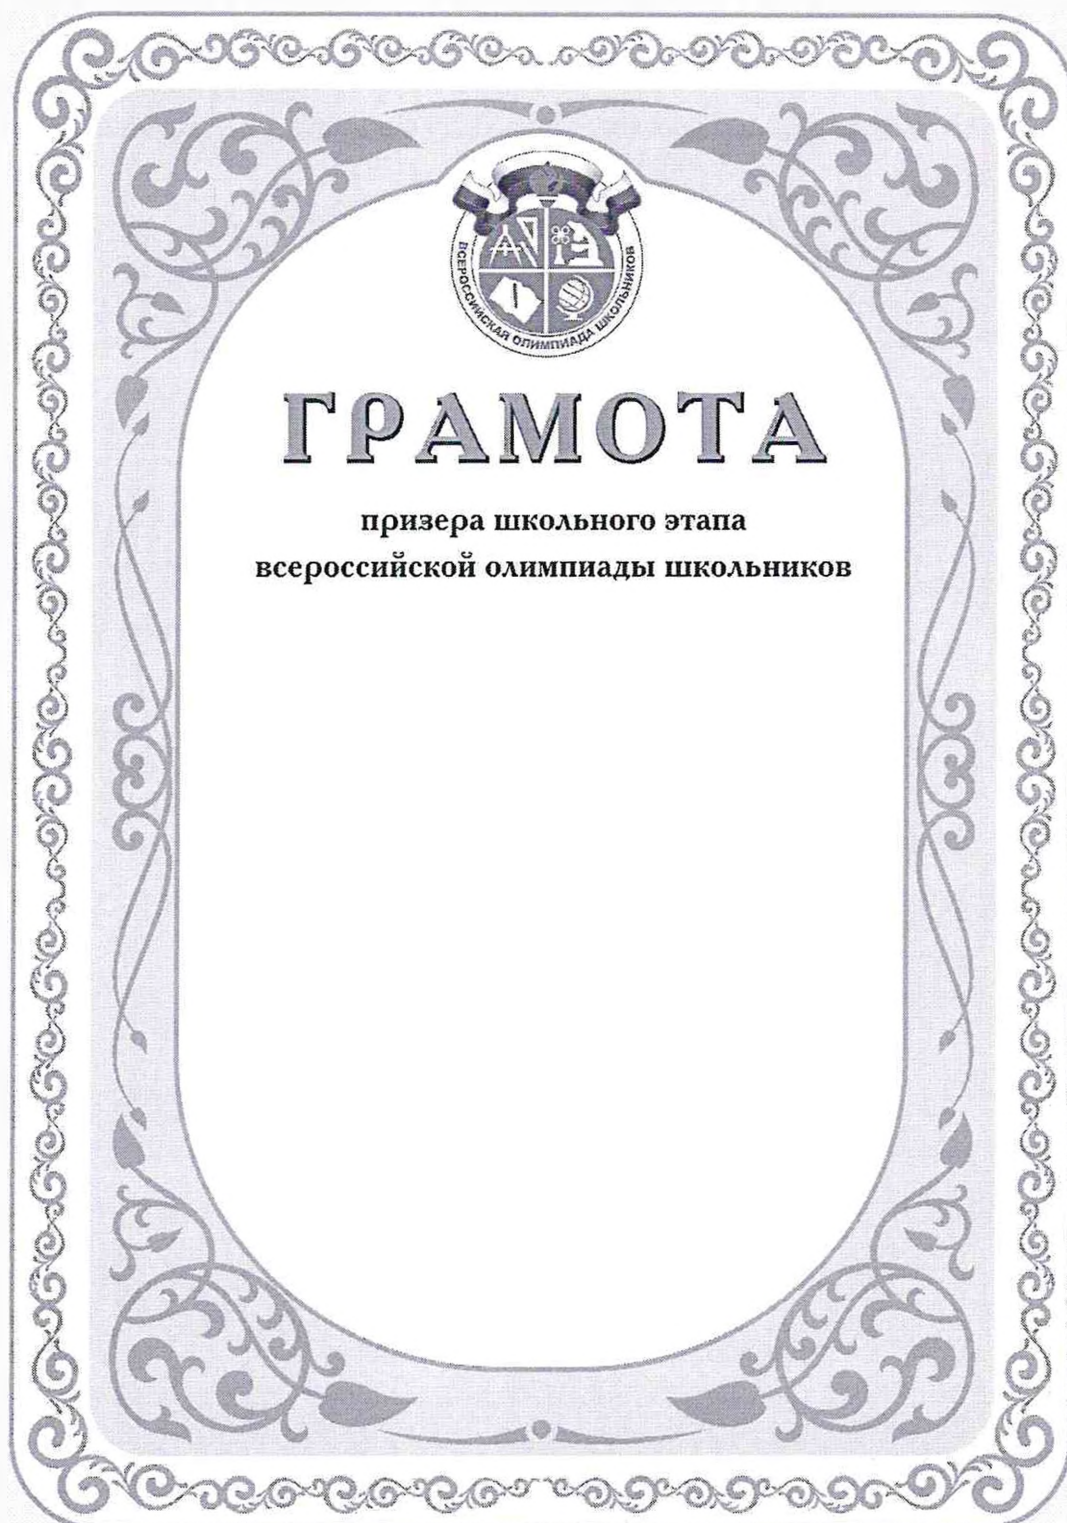 ВСЕРОССИЙСКАЯ ОЛИМПИАДА ШКОЛЬНИКОВ
ГРАМОТА
призера школьного этапа
всероссийской олимпиады школьников